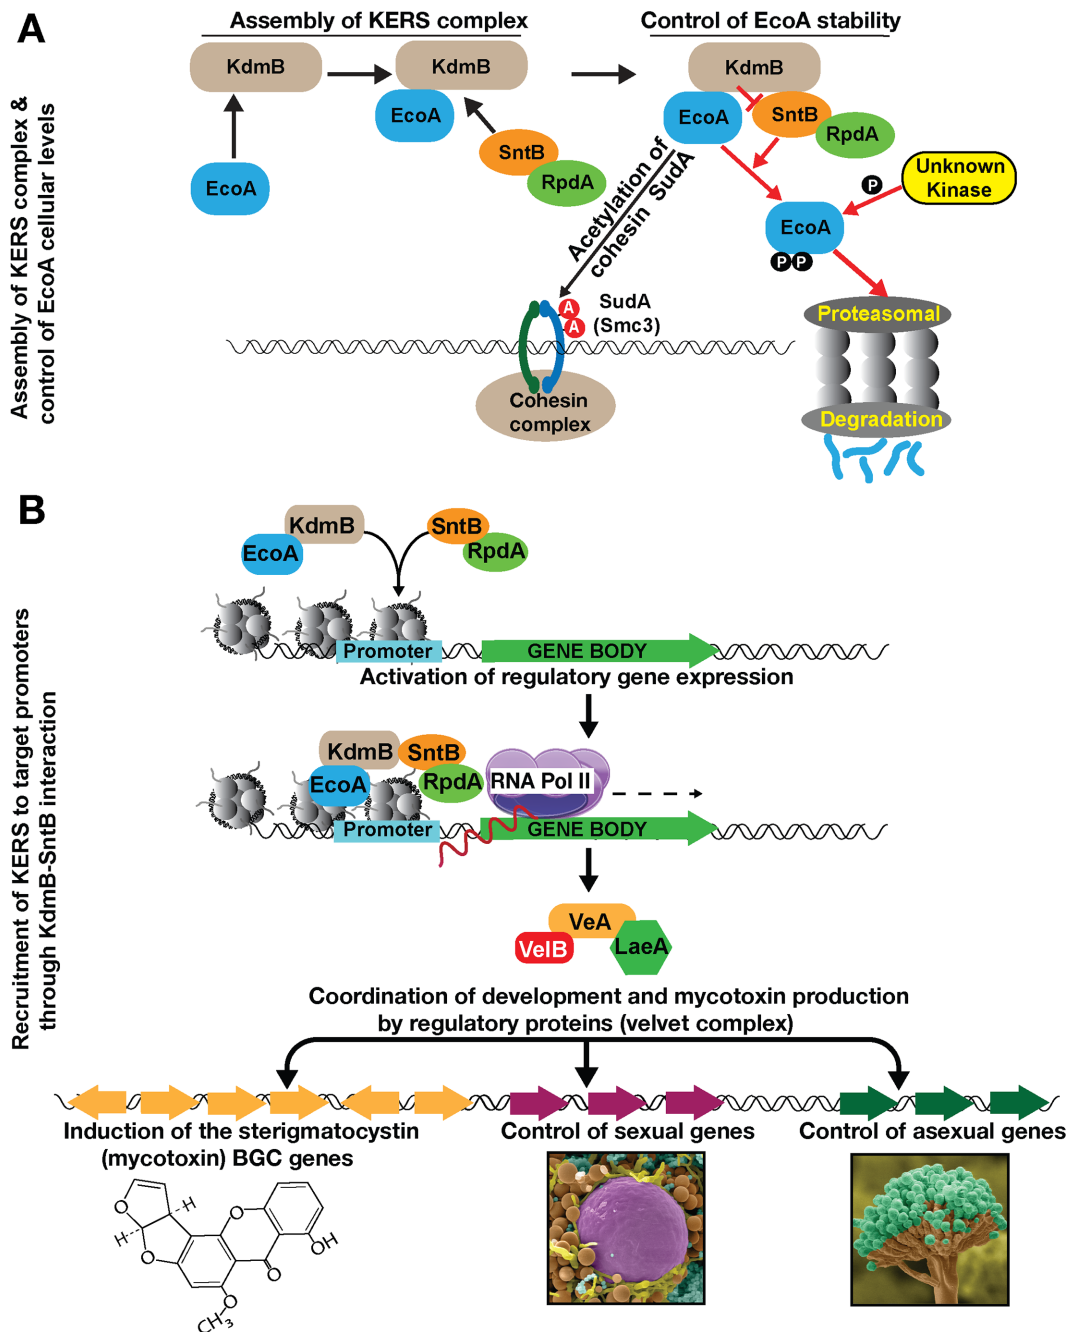 A
Assembly of KERS complex
Control of EcoA stability
Assembly of KERS complex &
control of EcoA cellular levels
KdmB
KdmB
KdmB
EcoA
EcoA
SntB
RpdA
EcoA
SntB
RpdA
Unknown
Kinase
P
EcoA
P P
Acetylation of
cohesin SudA
A
A
SudA
(Smc3)
Cohesin
complex
Proteasomal
Degradation
B
Recruitment of KERS to target promoters
through KdmB-SntB interaction
KdmB
EcoA
SntB
RpdA
Promoter
GENE BODY
Activation of regulatory gene expression
KdmB
SntB
EcoA
RpdA
RNA Pol II
Promoter
GENE BODY
VeA
VelB
LaeA
Coordination of development and mycotoxin production
by regulatory proteins (velvet complex)
Induction of the sterigmatocystin
(mycotoxin) BGC genes
Control of sexual genes
Control of asexual genes
O
H
H
O
O
O
OH
O
CH3